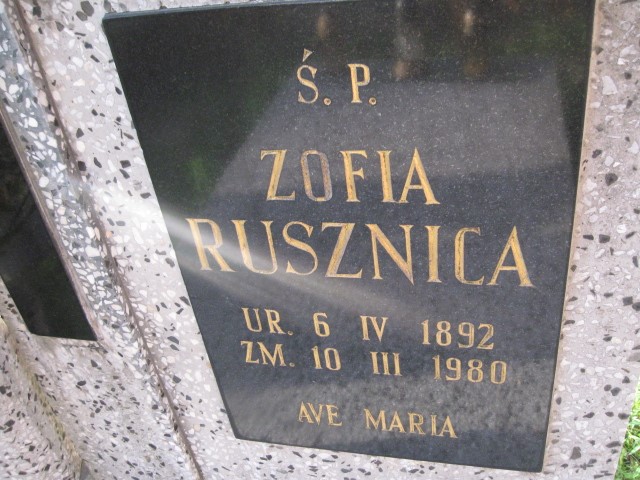 Ś. P.
ZOFIA
RUSZNICA
UR. 6 IV 1892
ZM. 10 III 1980
AVE MARIA